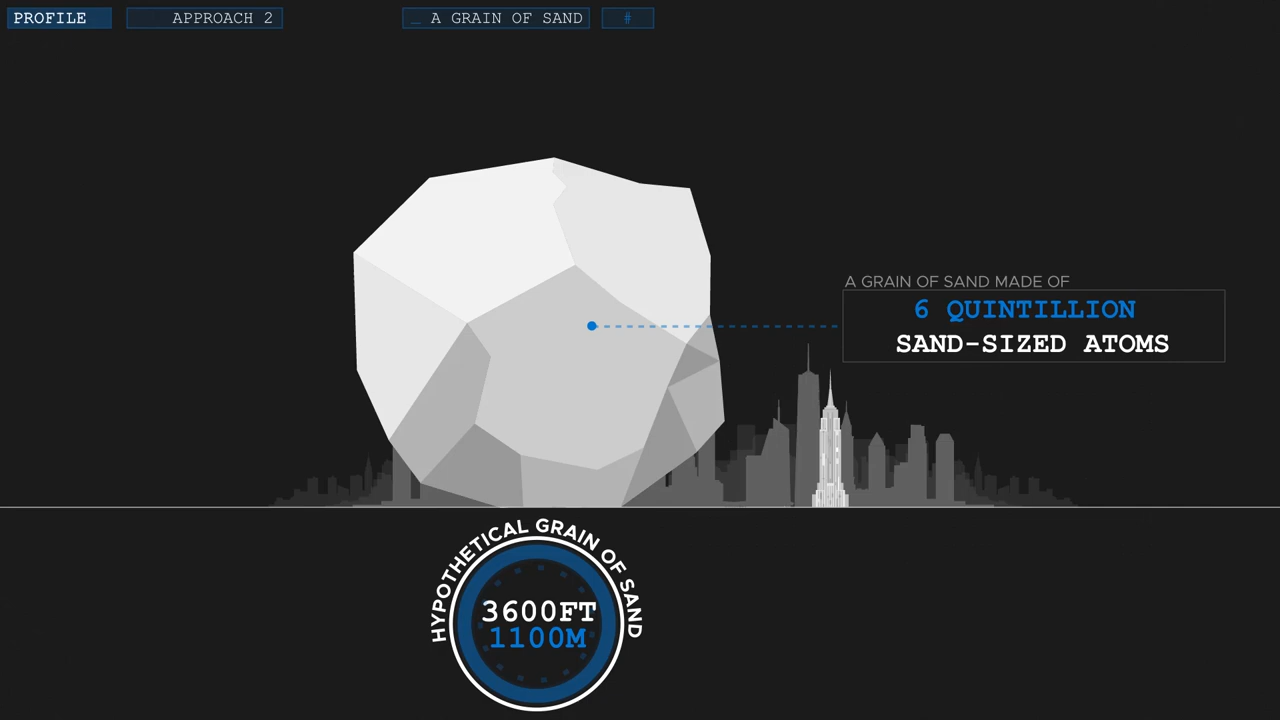 PROFILE
APPROACH 2
_ A GRAIN OF SAND
#
A GRAIN OF SAND MADE OF
6 QUINTILLION
SAND-SIZED ATOMS
HYPOTHETICAL GRAIN OF SAND
3600FT
1100M